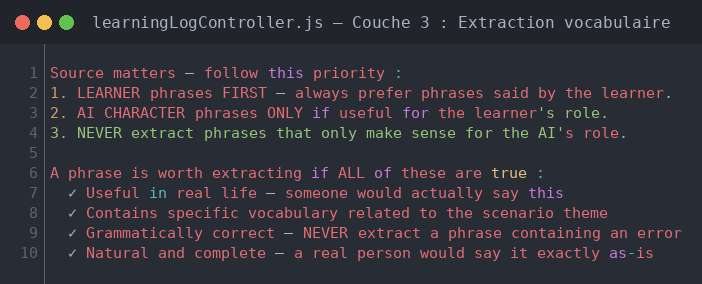 learningLogController.js — Couche 3 : Extraction vocabulaire
1 Source matters — follow this priority :
2 1. LEARNER phrases FIRST — always prefer phrases said by the learner.
3 2. AI CHARACTER phrases ONLY if useful for the learner's role.
4 3. NEVER extract phrases that only make sense for the AI's role.
5
6 A phrase is worth extracting if ALL of these are true :
7 ✓ Useful in real life — someone would actually say this
8 ✓ Contains specific vocabulary related to the scenario theme
9 ✓ Grammatically correct — NEVER extract a phrase containing an error
10 ✓ Natural and complete — a real person would say it exactly as-is